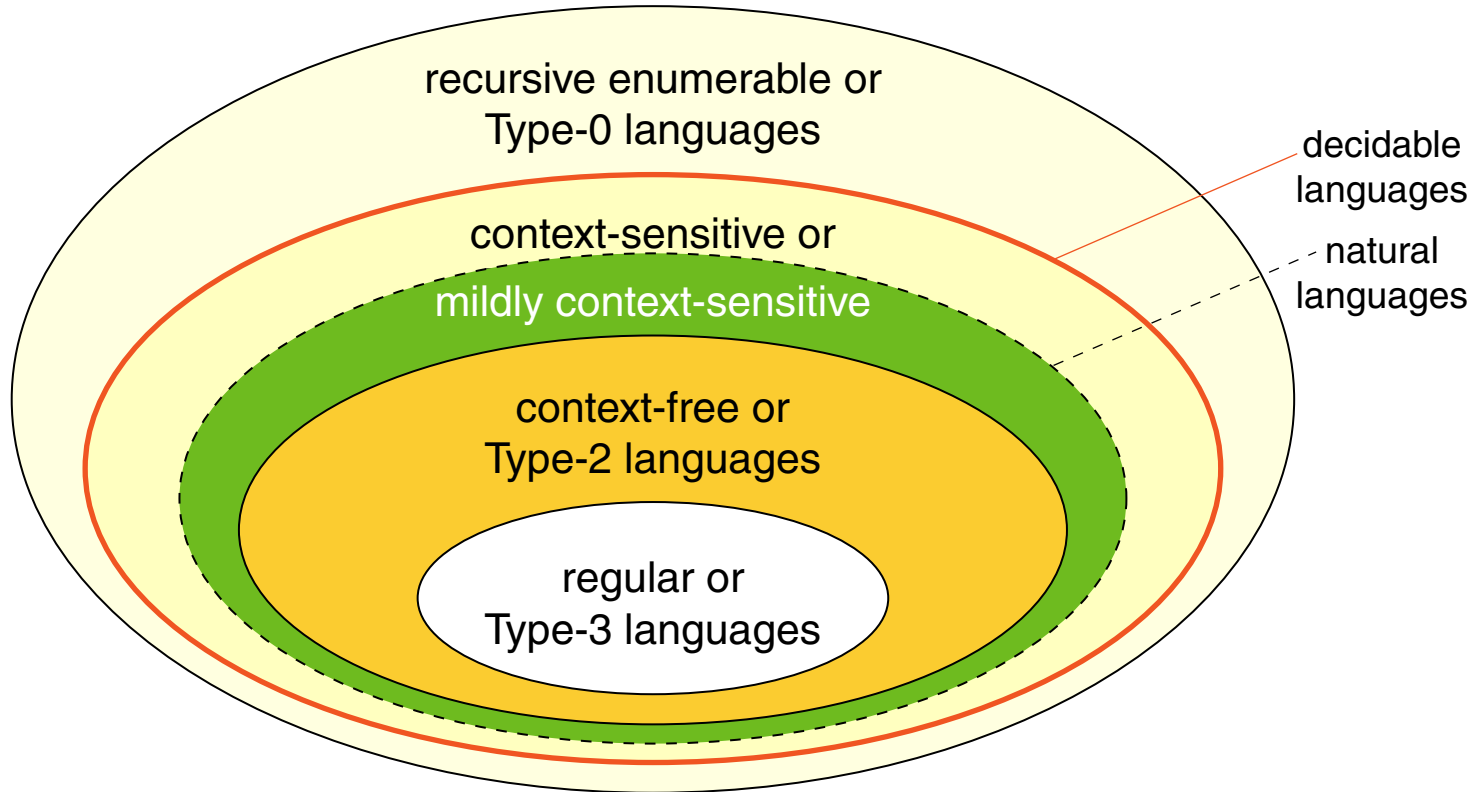 recursive enumerable or
Type-0 languages
decidable
languages
context-sensitive or
natural
languages
mildly context-sensitive
context-free or
Type-2 languages
regular or
Type-3 languages